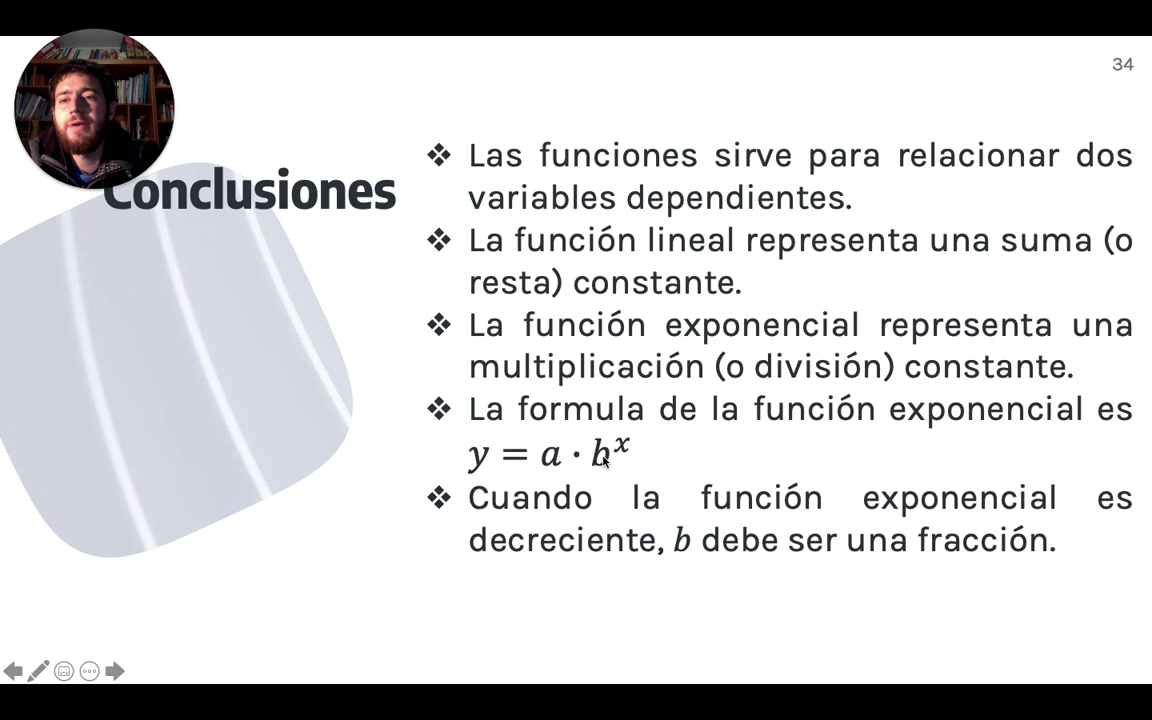 34
Conclusiones
❖ Las funciones sirve para relacionar dos
variables dependientes.
❖ La función lineal representa una suma (o
resta) constante.
❖ La función exponencial representa una
multiplicación (o división) constante.
❖ La formula de la función exponencial es
y = a · bˣ
❖ Cuando la función exponencial es
decreciente, b debe ser una fracción.